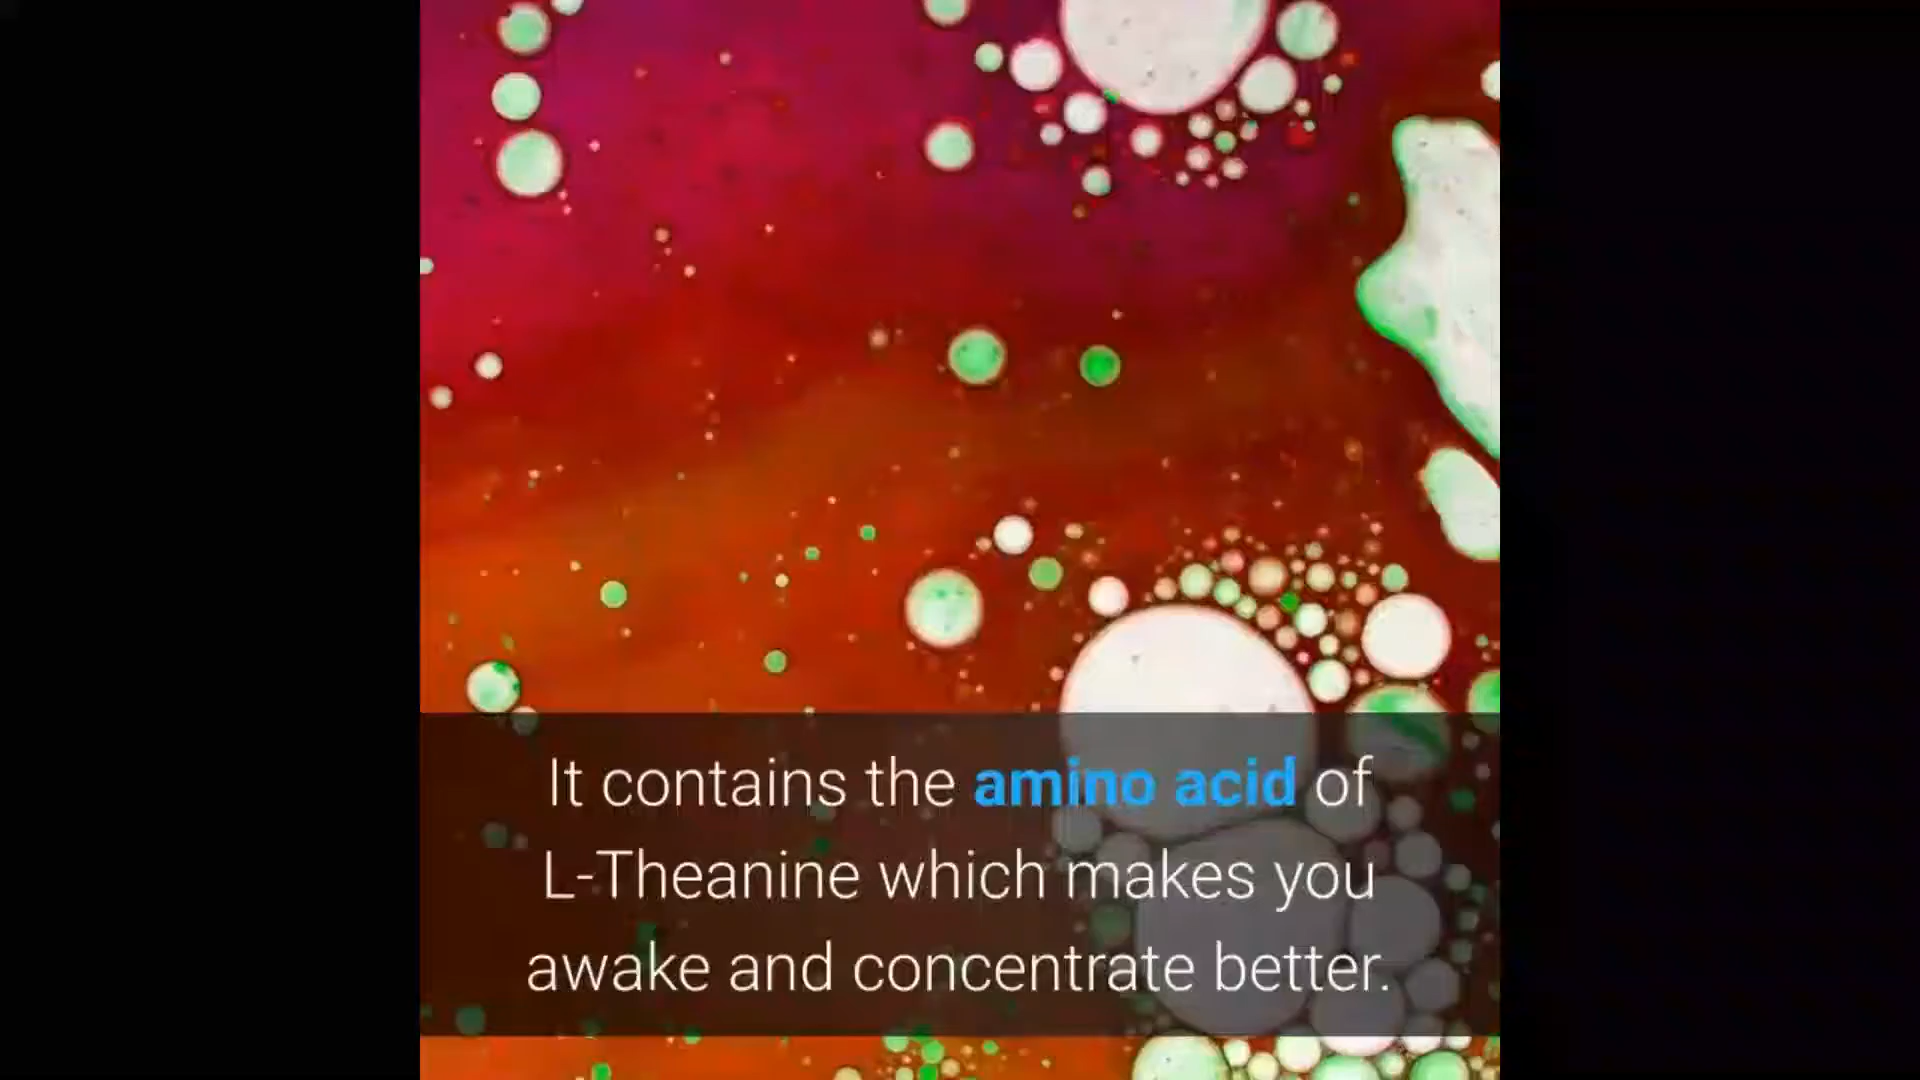 It contains the amino acid of
L-Theanine which makes you
awake and concentrate better.